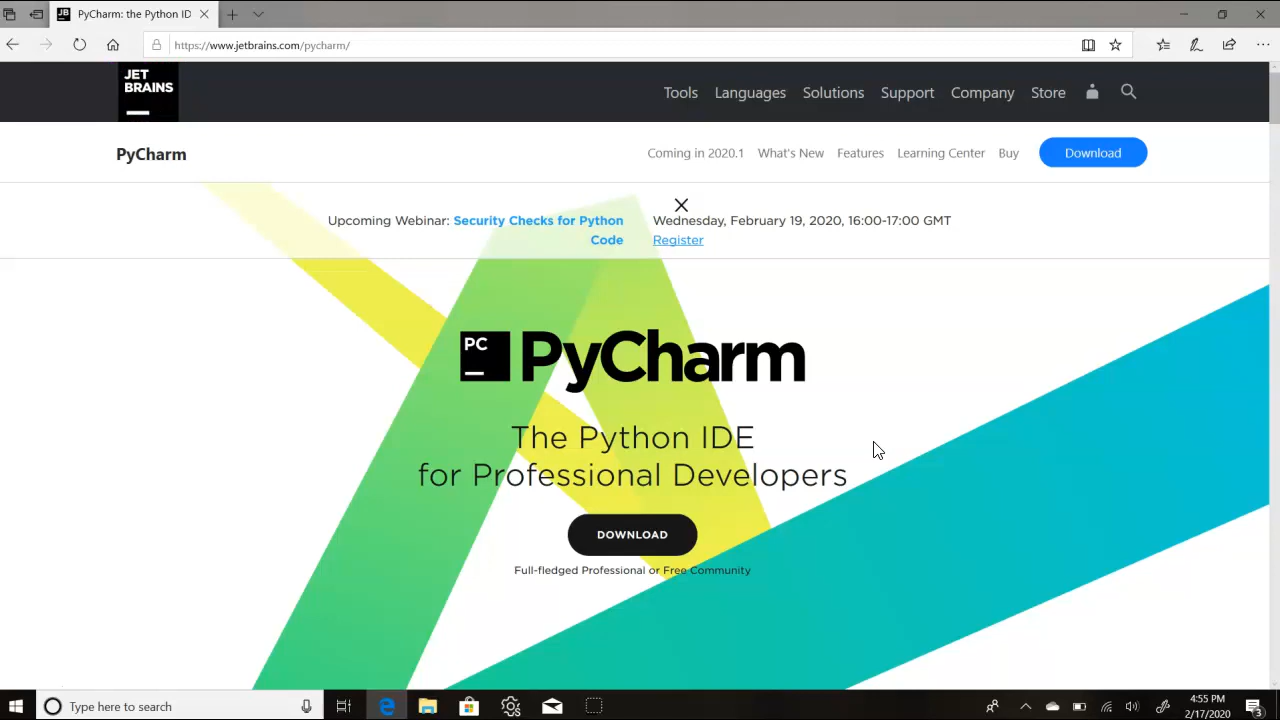 PyCharm: the Python ID
https://www.jetbrains.com/pycharm/
JET
BRAINS
Tools Languages Solutions Support Company Store
PyCharm
Coming in 2020.1 What's New Features Learning Center Buy Download
Upcoming Webinar: Security Checks for Python Wednesday, February 19, 2020, 16:00-17:00 GMT
Code Register
PC PyCharm
The Python IDE
for Professional Developers
DOWNLOAD
Full-fledged Professional or Free Community
Type here to search
4:55 PM
2/17/2020
3